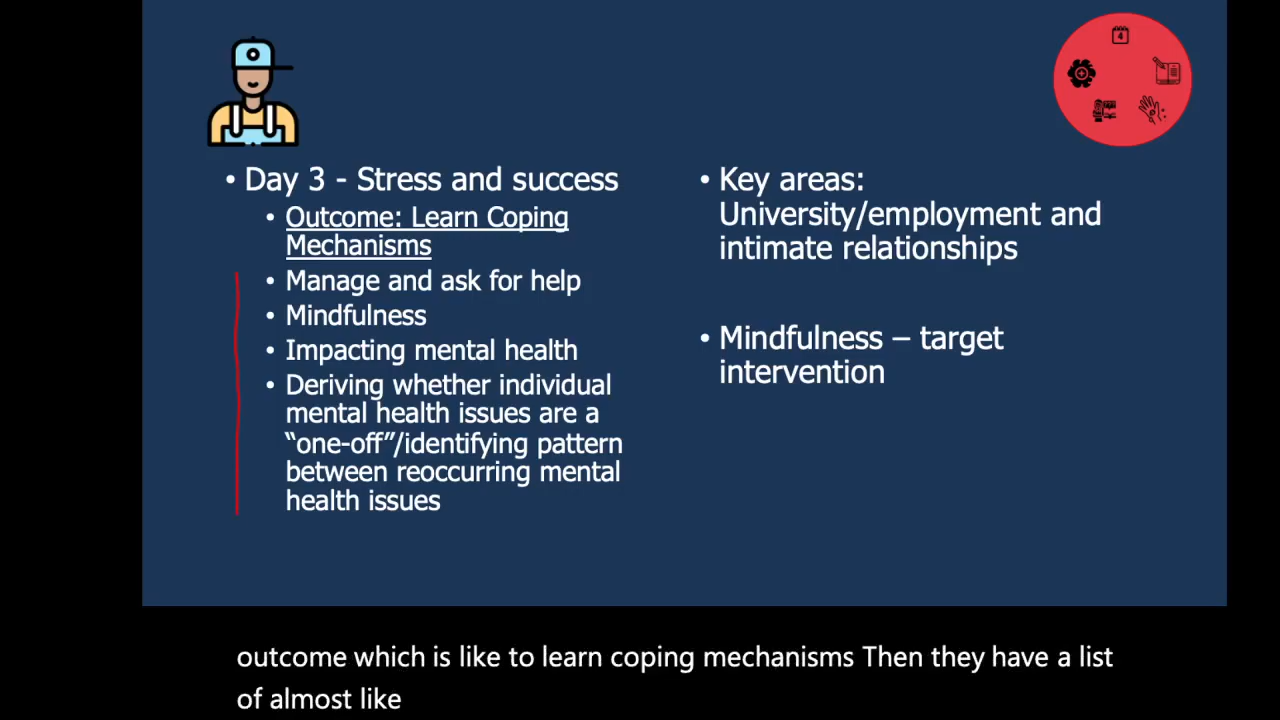 • Day 3 - Stress and success
• Outcome: Learn Coping
Mechanisms
• Manage and ask for help
• Mindfulness
• Impacting mental health
• Deriving whether individual
mental health issues are a
“one-off”/identifying pattern
between reoccurring mental
health issues
• Key areas:
University/employment and
intimate relationships
• Mindfulness – target
intervention
4
outcome which is like to learn coping mechanisms Then they have a list
of almost like